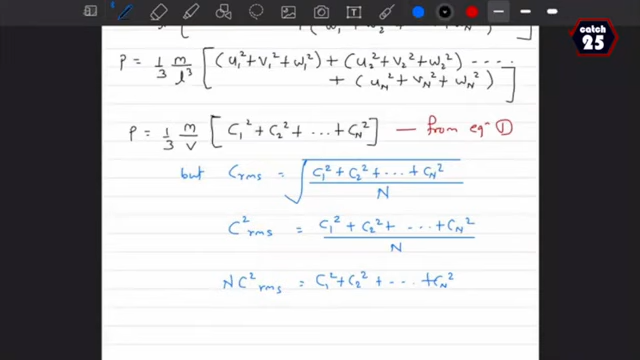 catch
25
P = 1/3 m/l³ [ (u₁² + v₁² + w₁²) + (u₂² + v₂² + w₂²) .....
+ (u_N² + v_N² + w_N²) ]
P = 1/3 m/v [ C₁² + C₂² + ... + C_N² ] — from eqⁿ ①
but C_rms = √( (C₁² + C₂² + ... + C_N²) / N )
C²_rms = (C₁² + C₂² + ... + C_N²) / N
N C²_rms = C₁² + C₂² + .... + C_N²